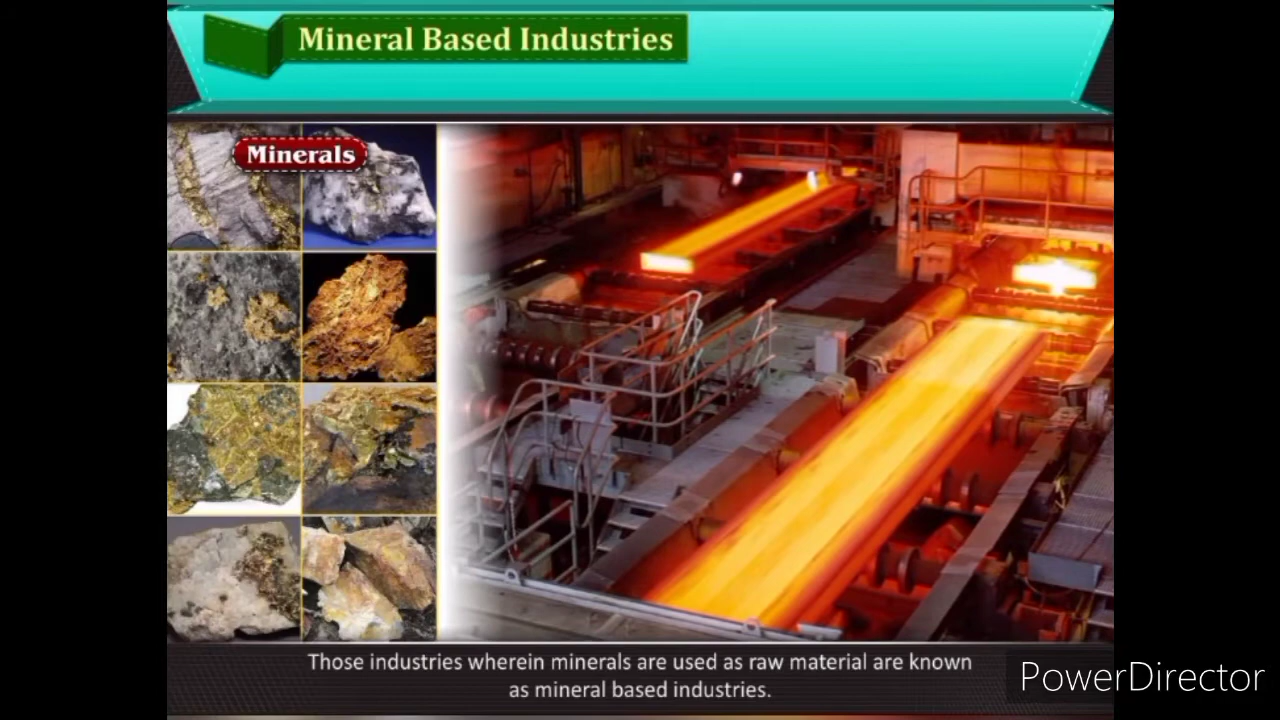 Mineral Based Industries
Minerals
Those industries wherein minerals are used as raw material are known
as mineral based industries.
PowerDirector